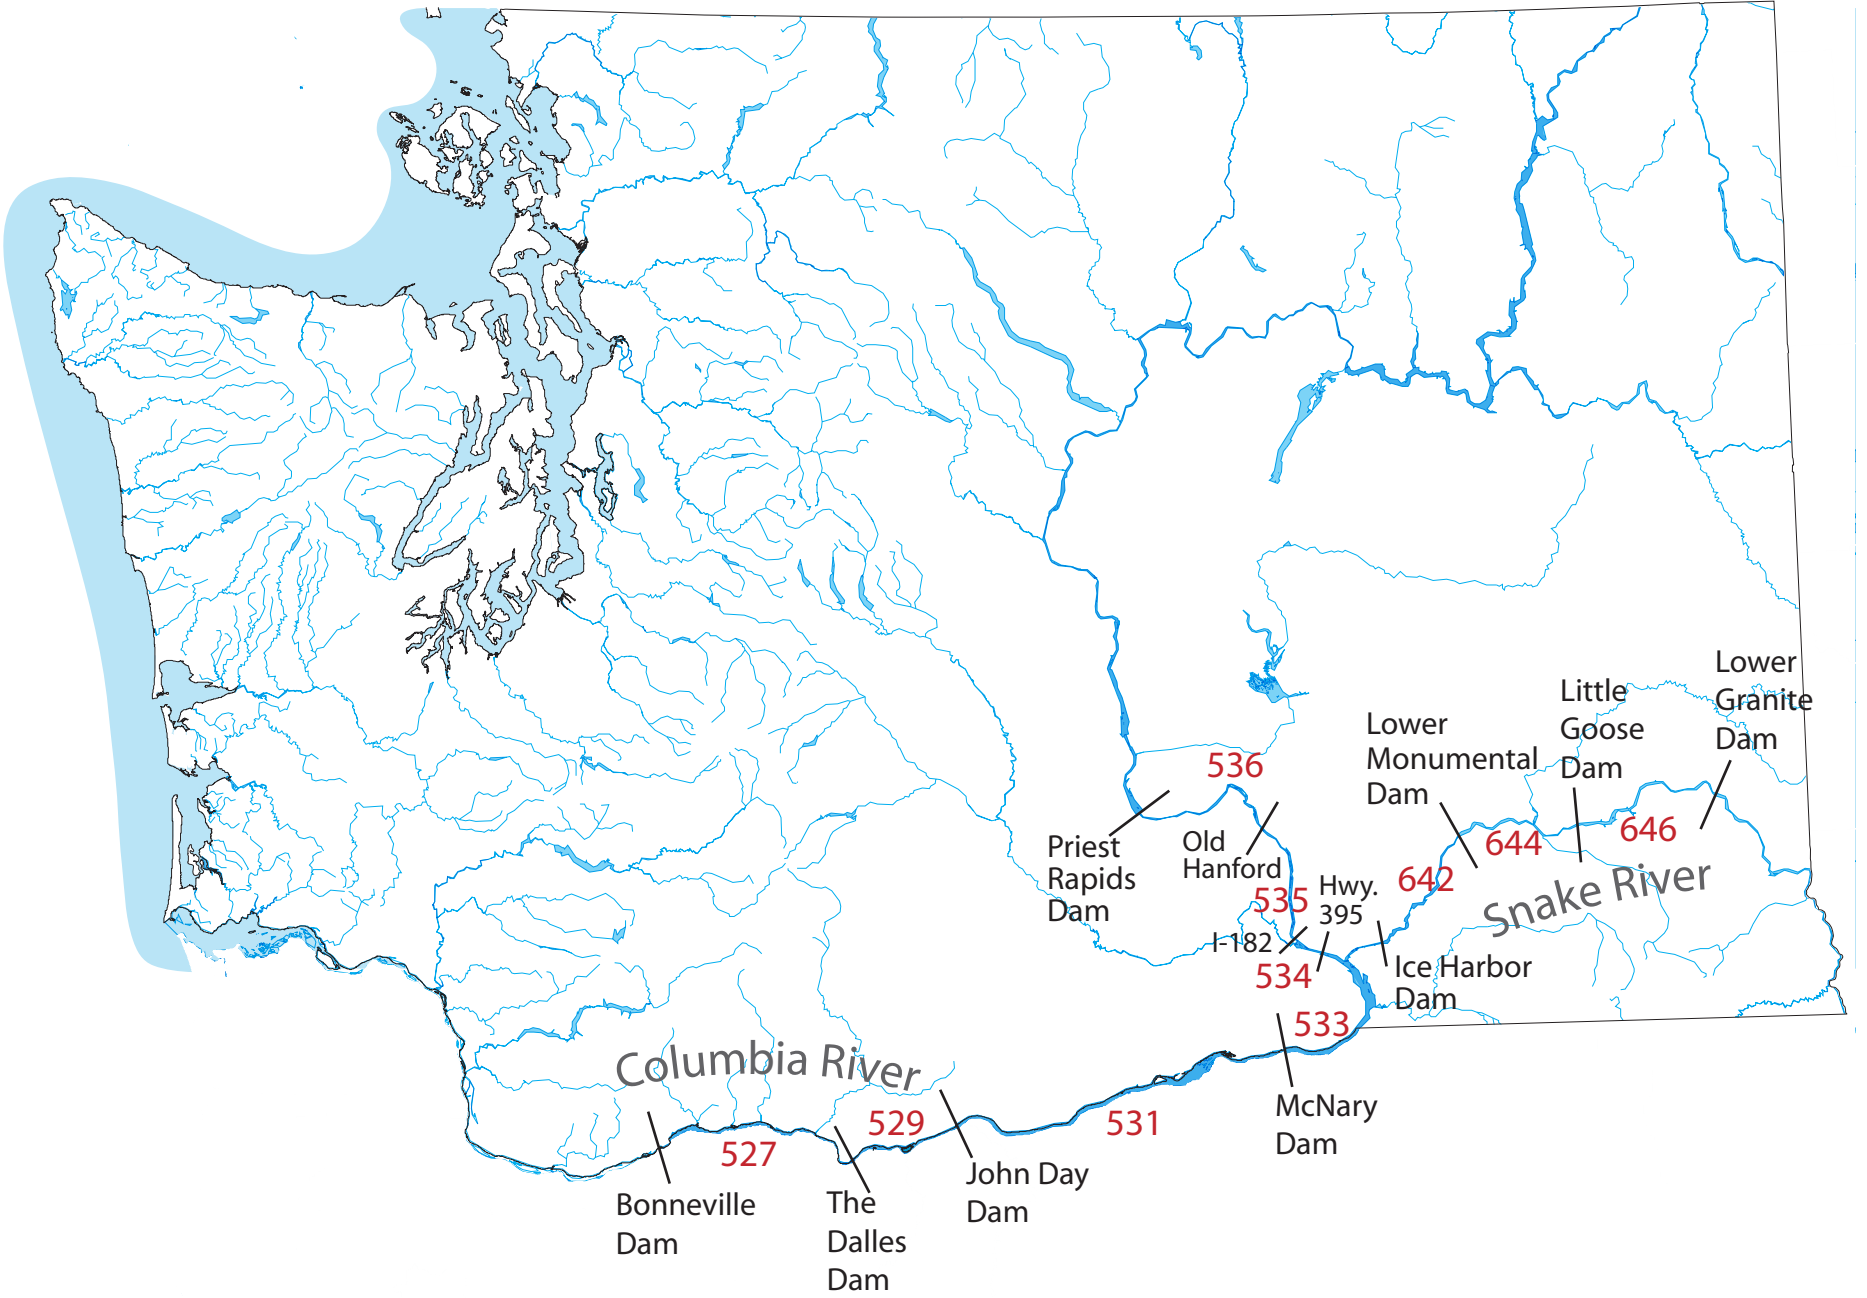 Lower
Granite
Dam
Little
Goose
Dam
Lower
Monumental
Dam
536
Priest
Rapids
Dam
Old
Hanford
535
Hwy.
395
I-182
534
642
644
646
Snake River
Ice Harbor
Dam
533
McNary
Dam
Columbia River
527
529
531
Bonneville
Dam
The
Dalles
Dam
John Day
Dam